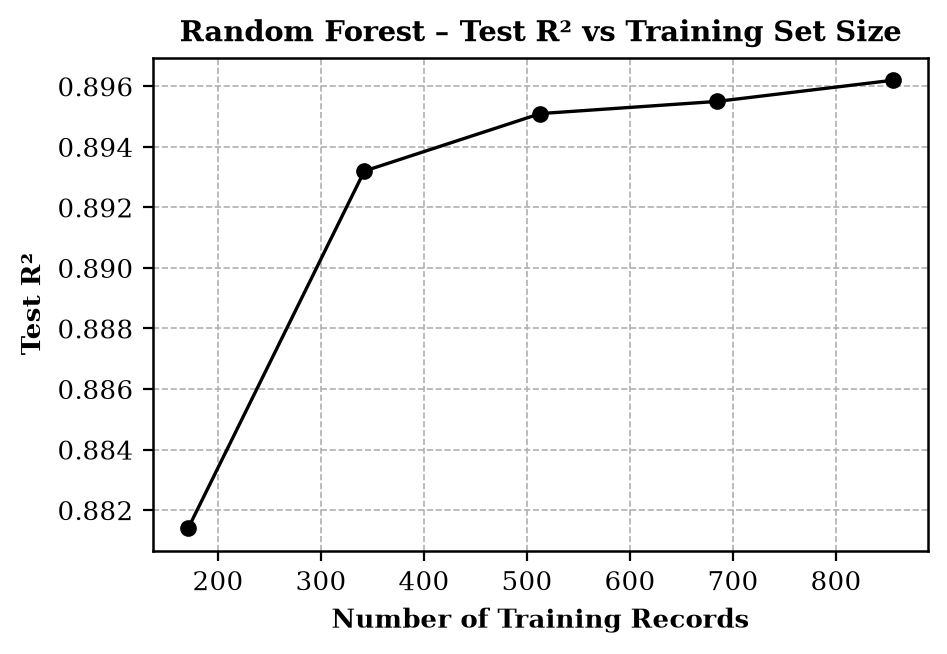 Random Forest – Test R² vs Training Set Size
0.896
0.894
0.892
0.890
0.888
0.886
0.884
0.882
Test R²
200 300 400 500 600 700 800
Number of Training Records